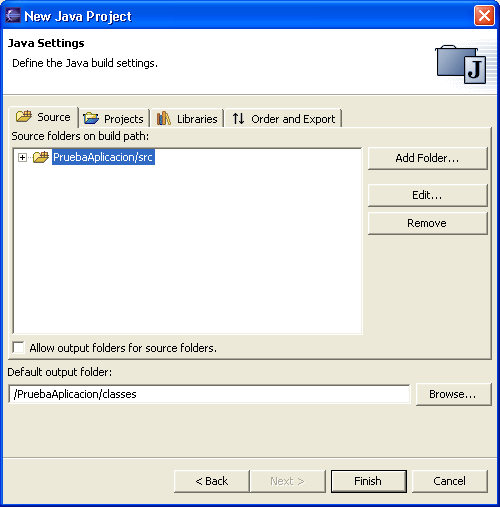 New Java Project
Java Settings
Define the Java build settings.
J
Source Projects Libraries Order and Export
Source folders on build path:
PruebaAplicacion/src
Add Folder...
Edit...
Remove
Allow output folders for source folders.
Default output folder:
/PruebaAplicacion/classes Browse...
< Back Next > Finish Cancel